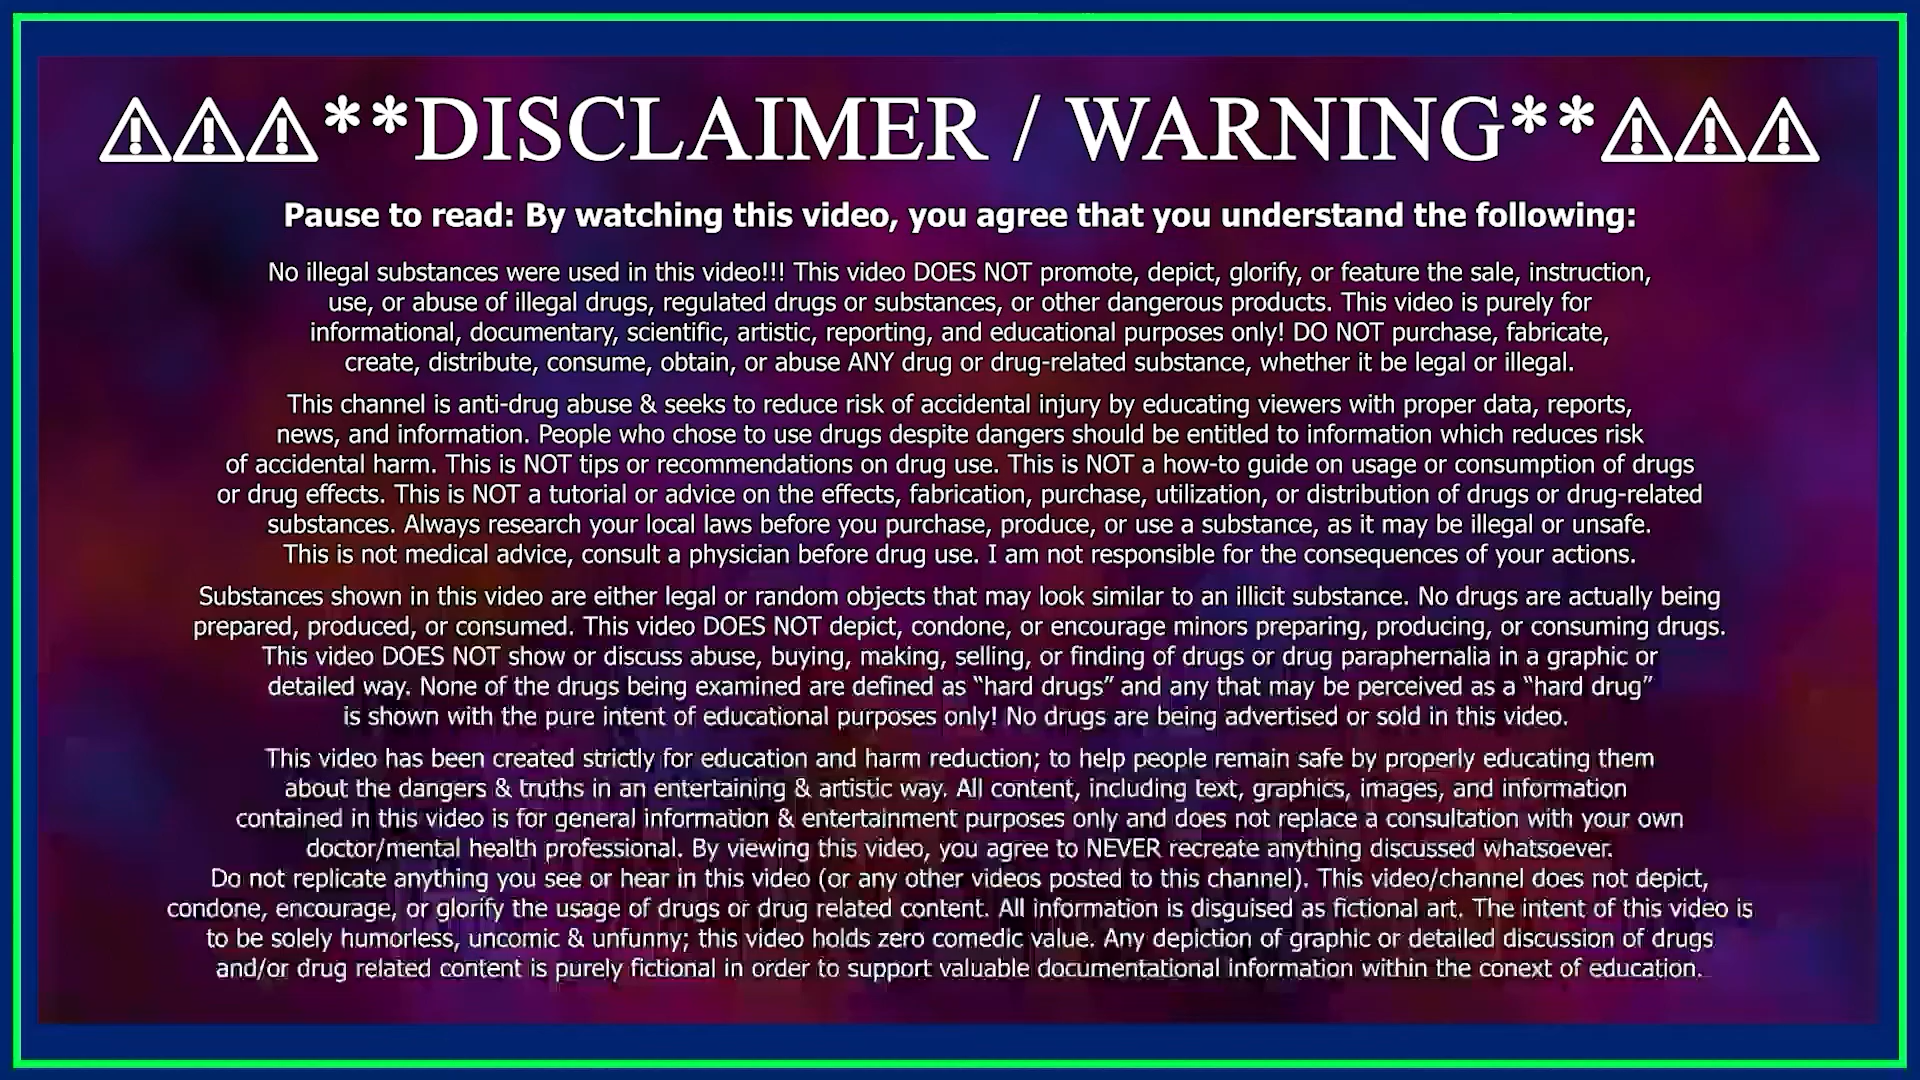 ⚠⚠⚠**DISCLAIMER / WARNING**⚠⚠⚠
Pause to read: By watching this video, you agree that you understand the following:
No illegal substances were used in this video!!! This video DOES NOT promote, depict, glorify, or feature the sale, instruction,
use, or abuse of illegal drugs, regulated drugs or substances, or other dangerous products. This video is purely for
informational, documentary, scientific, artistic, reporting, and educational purposes only! DO NOT purchase, fabricate,
create, distribute, consume, obtain, or abuse ANY drug or drug-related substance, whether it be legal or illegal.
This channel is anti-drug abuse & seeks to reduce risk of accidental injury by educating viewers with proper data, reports,
news, and information. People who chose to use drugs despite dangers should be entitled to information which reduces risk
of accidental harm. This is NOT tips or recommendations on drug use. This is NOT a how-to guide on usage or consumption of drugs
or drug effects. This is NOT a tutorial or advice on the effects, fabrication, purchase, utilization, or distribution of drugs or drug-related
substances. Always research your local laws before you purchase, produce, or use a substance, as it may be illegal or unsafe.
This is not medical advice, consult a physician before drug use. I am not responsible for the consequences of your actions.
Substances shown in this video are either legal or random objects that may look similar to an illicit substance. No drugs are actually being
prepared, produced, or consumed. This video DOES NOT depict, condone, or encourage minors preparing, producing, or consuming drugs.
This video DOES NOT show or discuss abuse, buying, making, selling, or finding of drugs or drug paraphernalia in a graphic or
detailed way. None of the drugs being examined are defined as “hard drugs” and any that may be perceived as a “hard drug”
is shown with the pure intent of educational purposes only! No drugs are being advertised or sold in this video.
This video has been created strictly for education and harm reduction; to help people remain safe by properly educating them
about the dangers & truths in an entertaining & artistic way. All content, including text, graphics, images, and information
contained in this video is for general information & entertainment purposes only and does not replace a consultation with your own
doctor/mental health professional. By viewing this video, you agree to NEVER recreate anything discussed whatsoever.
Do not replicate anything you see or hear in this video (or any other videos posted to this channel). This video/channel does not depict,
condone, encourage, or glorify the usage of drugs or drug related content. All information is disguised as fictional art. The intent of this video is
to be solely humorless, uncomic & unfunny; this video holds zero comedic value. Any depiction of graphic or detailed discussion of drugs
and/or drug related content is purely fictional in order to support valuable documentational information within the conext of education.